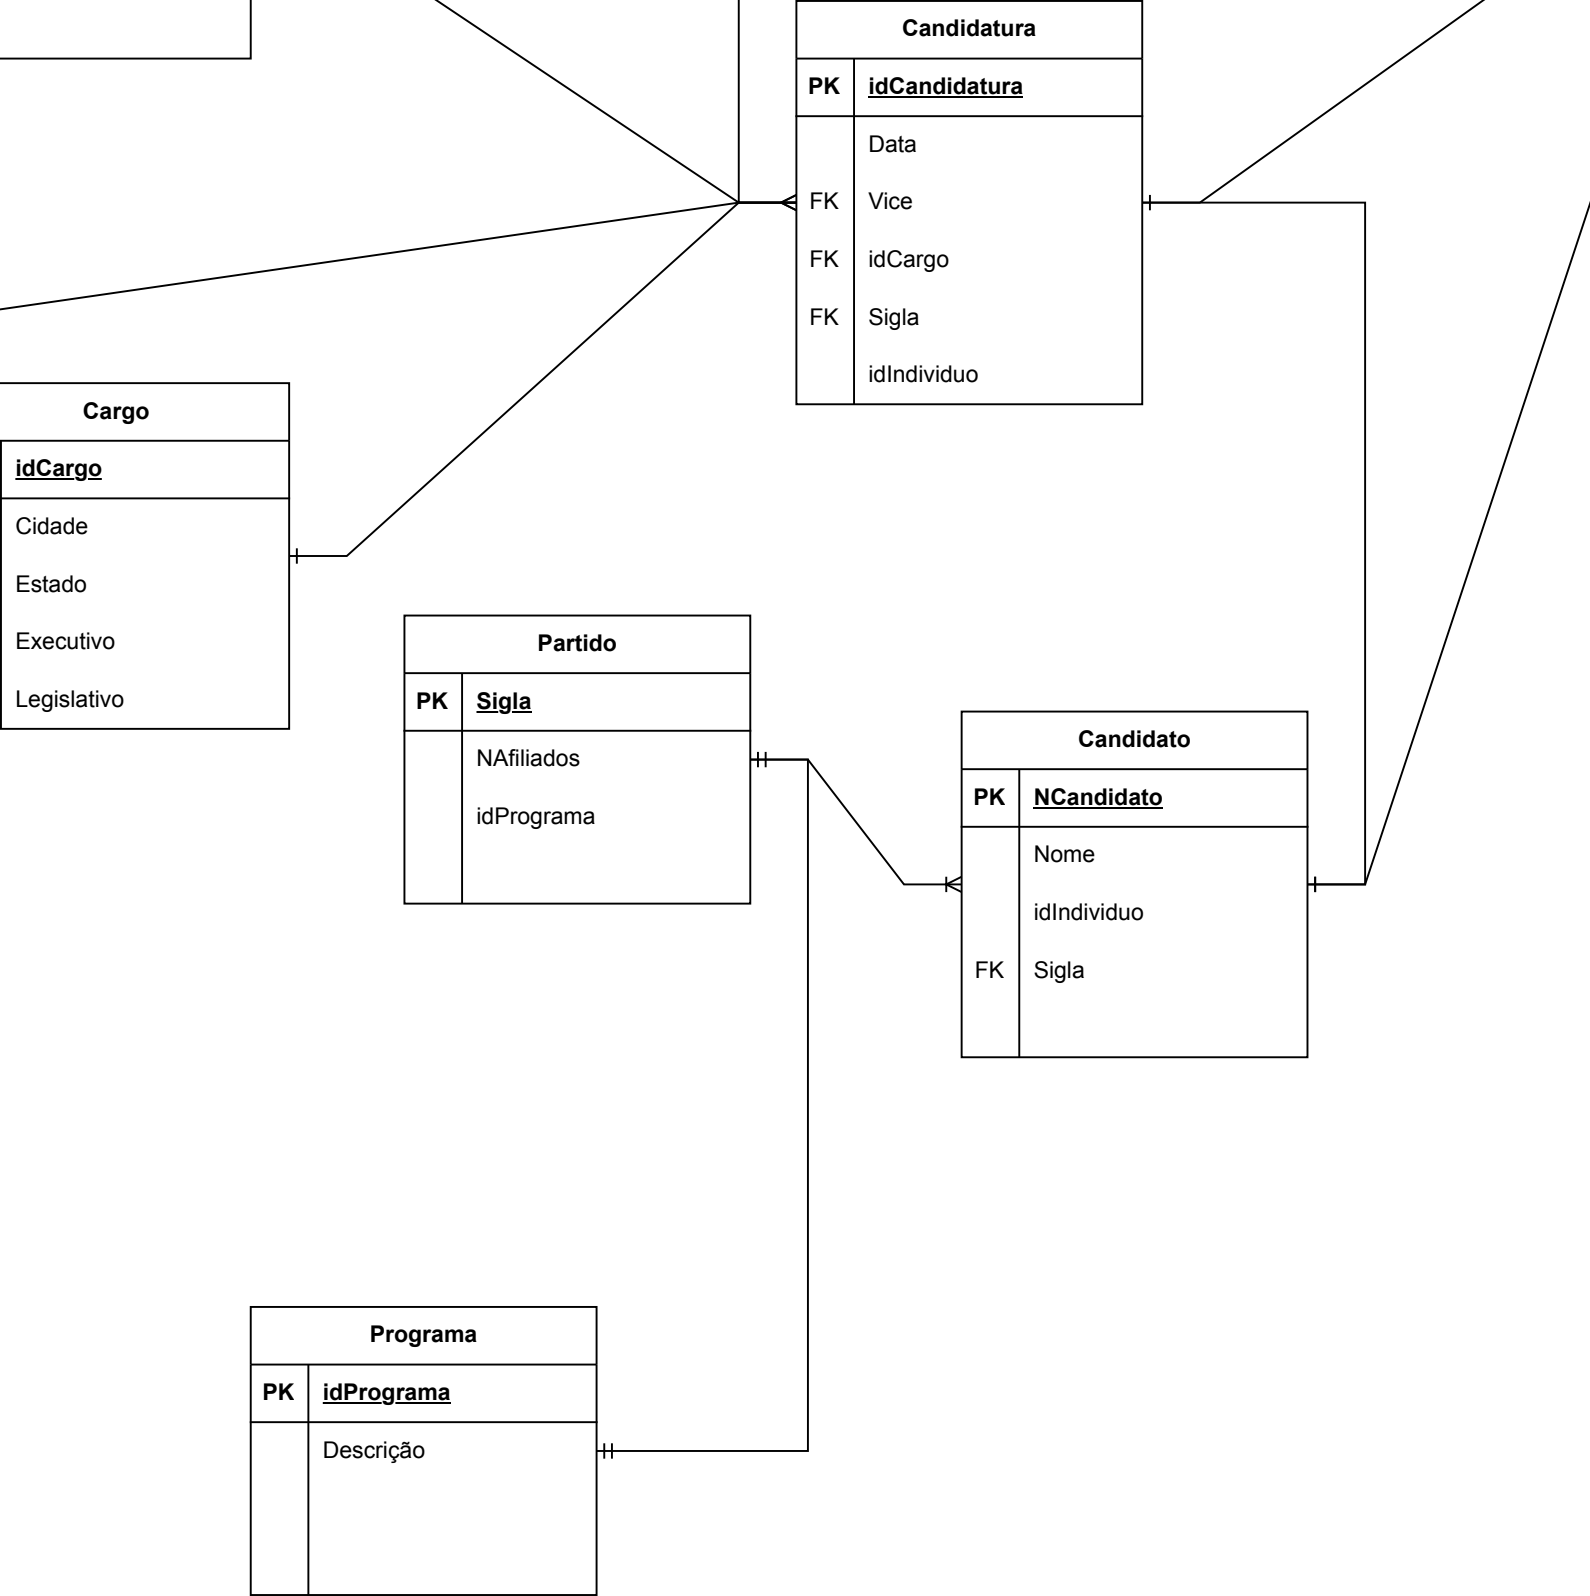 Candidatura
PK idCandidatura
Data
FK Vice
FK idCargo
FK Sigla
idIndividuo
Cargo
idCargo
Cidade
Estado
Executivo
Legislativo
Partido
PK Sigla
NAfiliados
idPrograma
Candidato
PK NCandidato
Nome
idIndividuo
FK Sigla
Programa
PK idPrograma
Descrição